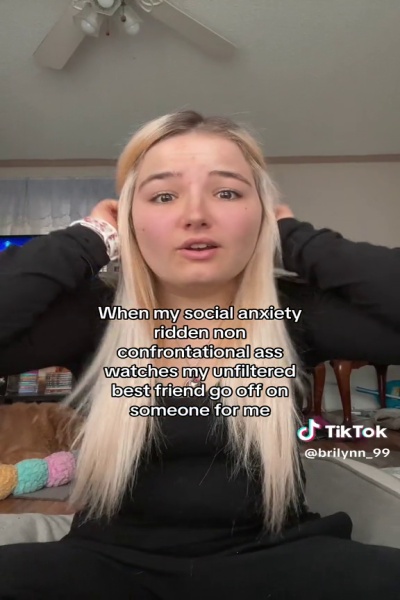 When my social anxiety
ridden non
confrontational ass
watches my unfiltered
best friend go off on
someone for me
TikTok
@brilynn_99